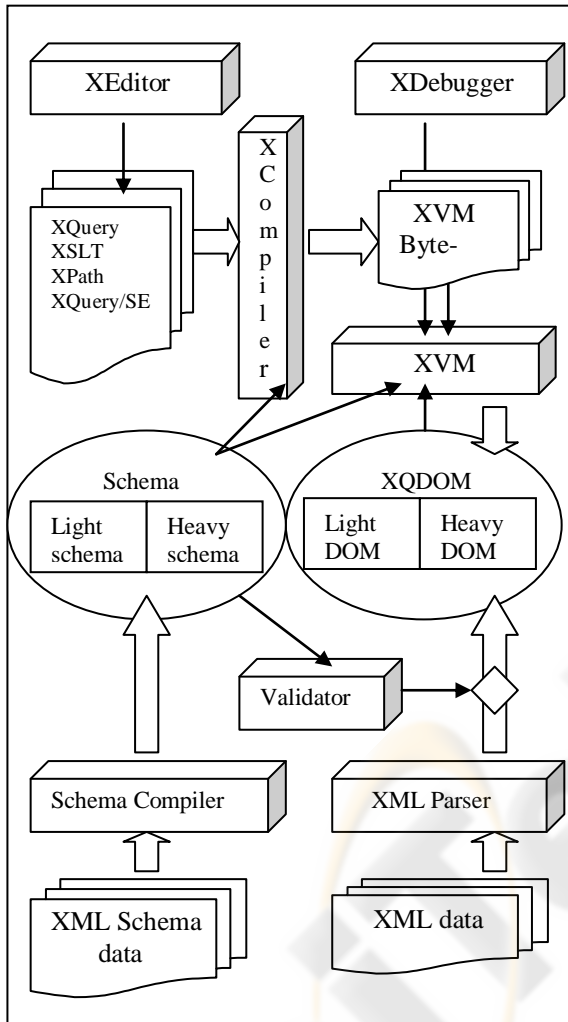 XEditor
XDebugger
XCompiler
XQuery
XSLT
XPath
XQuery/SE
XVM
Byte-
XVM
Schema
Light
schema
Heavy
schema
XQDOM
Light
DOM
Heavy
DOM
Validator
Schema Compiler
XML Parser
XML Schema
data
XML data